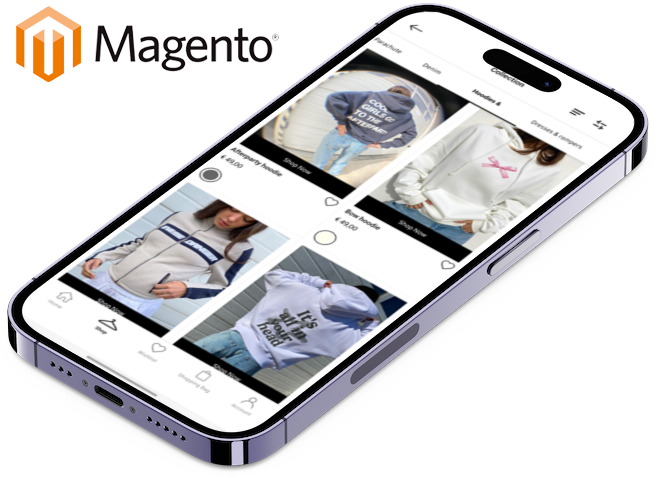 Magento®
Collection
Parachute
Denim
Hoodies &
Dresses & rompers
COOL
GIRLS GO
TO THE
AFTERPARTY
Shop Now
Afterparty hoodie
€ 49,00
Shop Now
Bow hoodie
€ 49,00
Shop Now
It's
all in
your
head
Shop Now
Home
Shop
Wishlist
Shopping Bag
Account